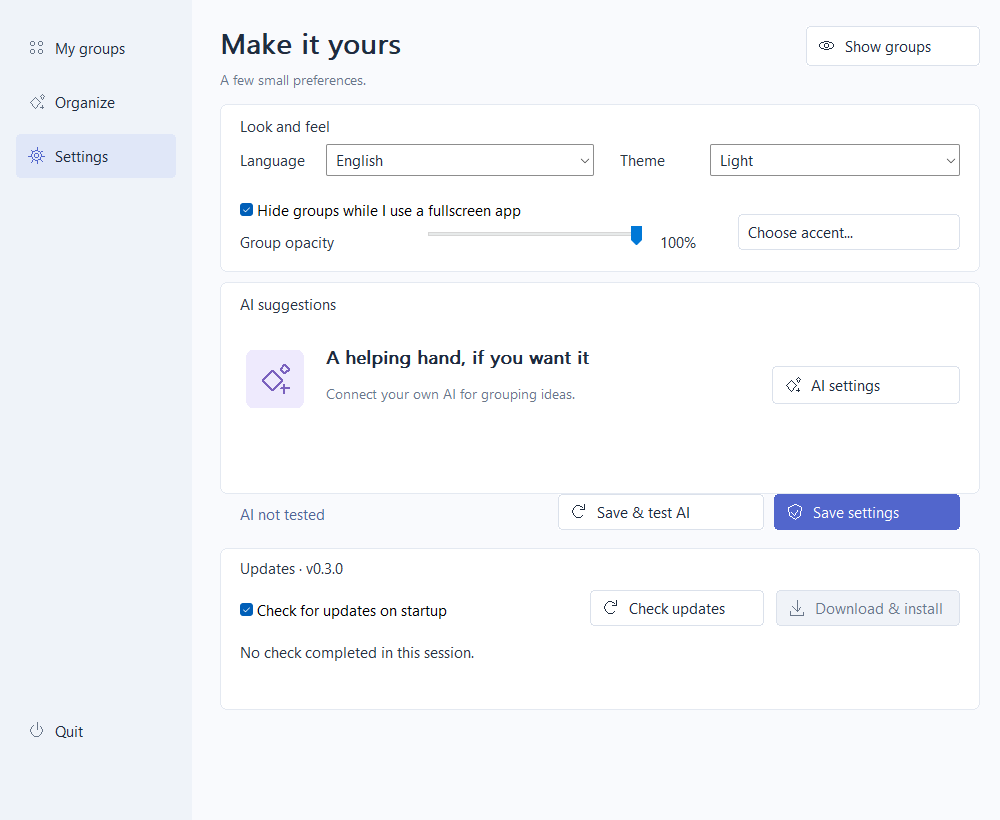 My groups
Organize
Settings
Quit
Make it yours
A few small preferences.
Show groups
Look and feel
Language
English
Theme
Light
Hide groups while I use a fullscreen app
Group opacity
100%
Choose accent...
AI suggestions
A helping hand, if you want it
Connect your own AI for grouping ideas.
AI settings
AI not tested
Save & test AI
Save settings
Updates · v0.3.0
Check for updates on startup
Check updates
Download & install
No check completed in this session.